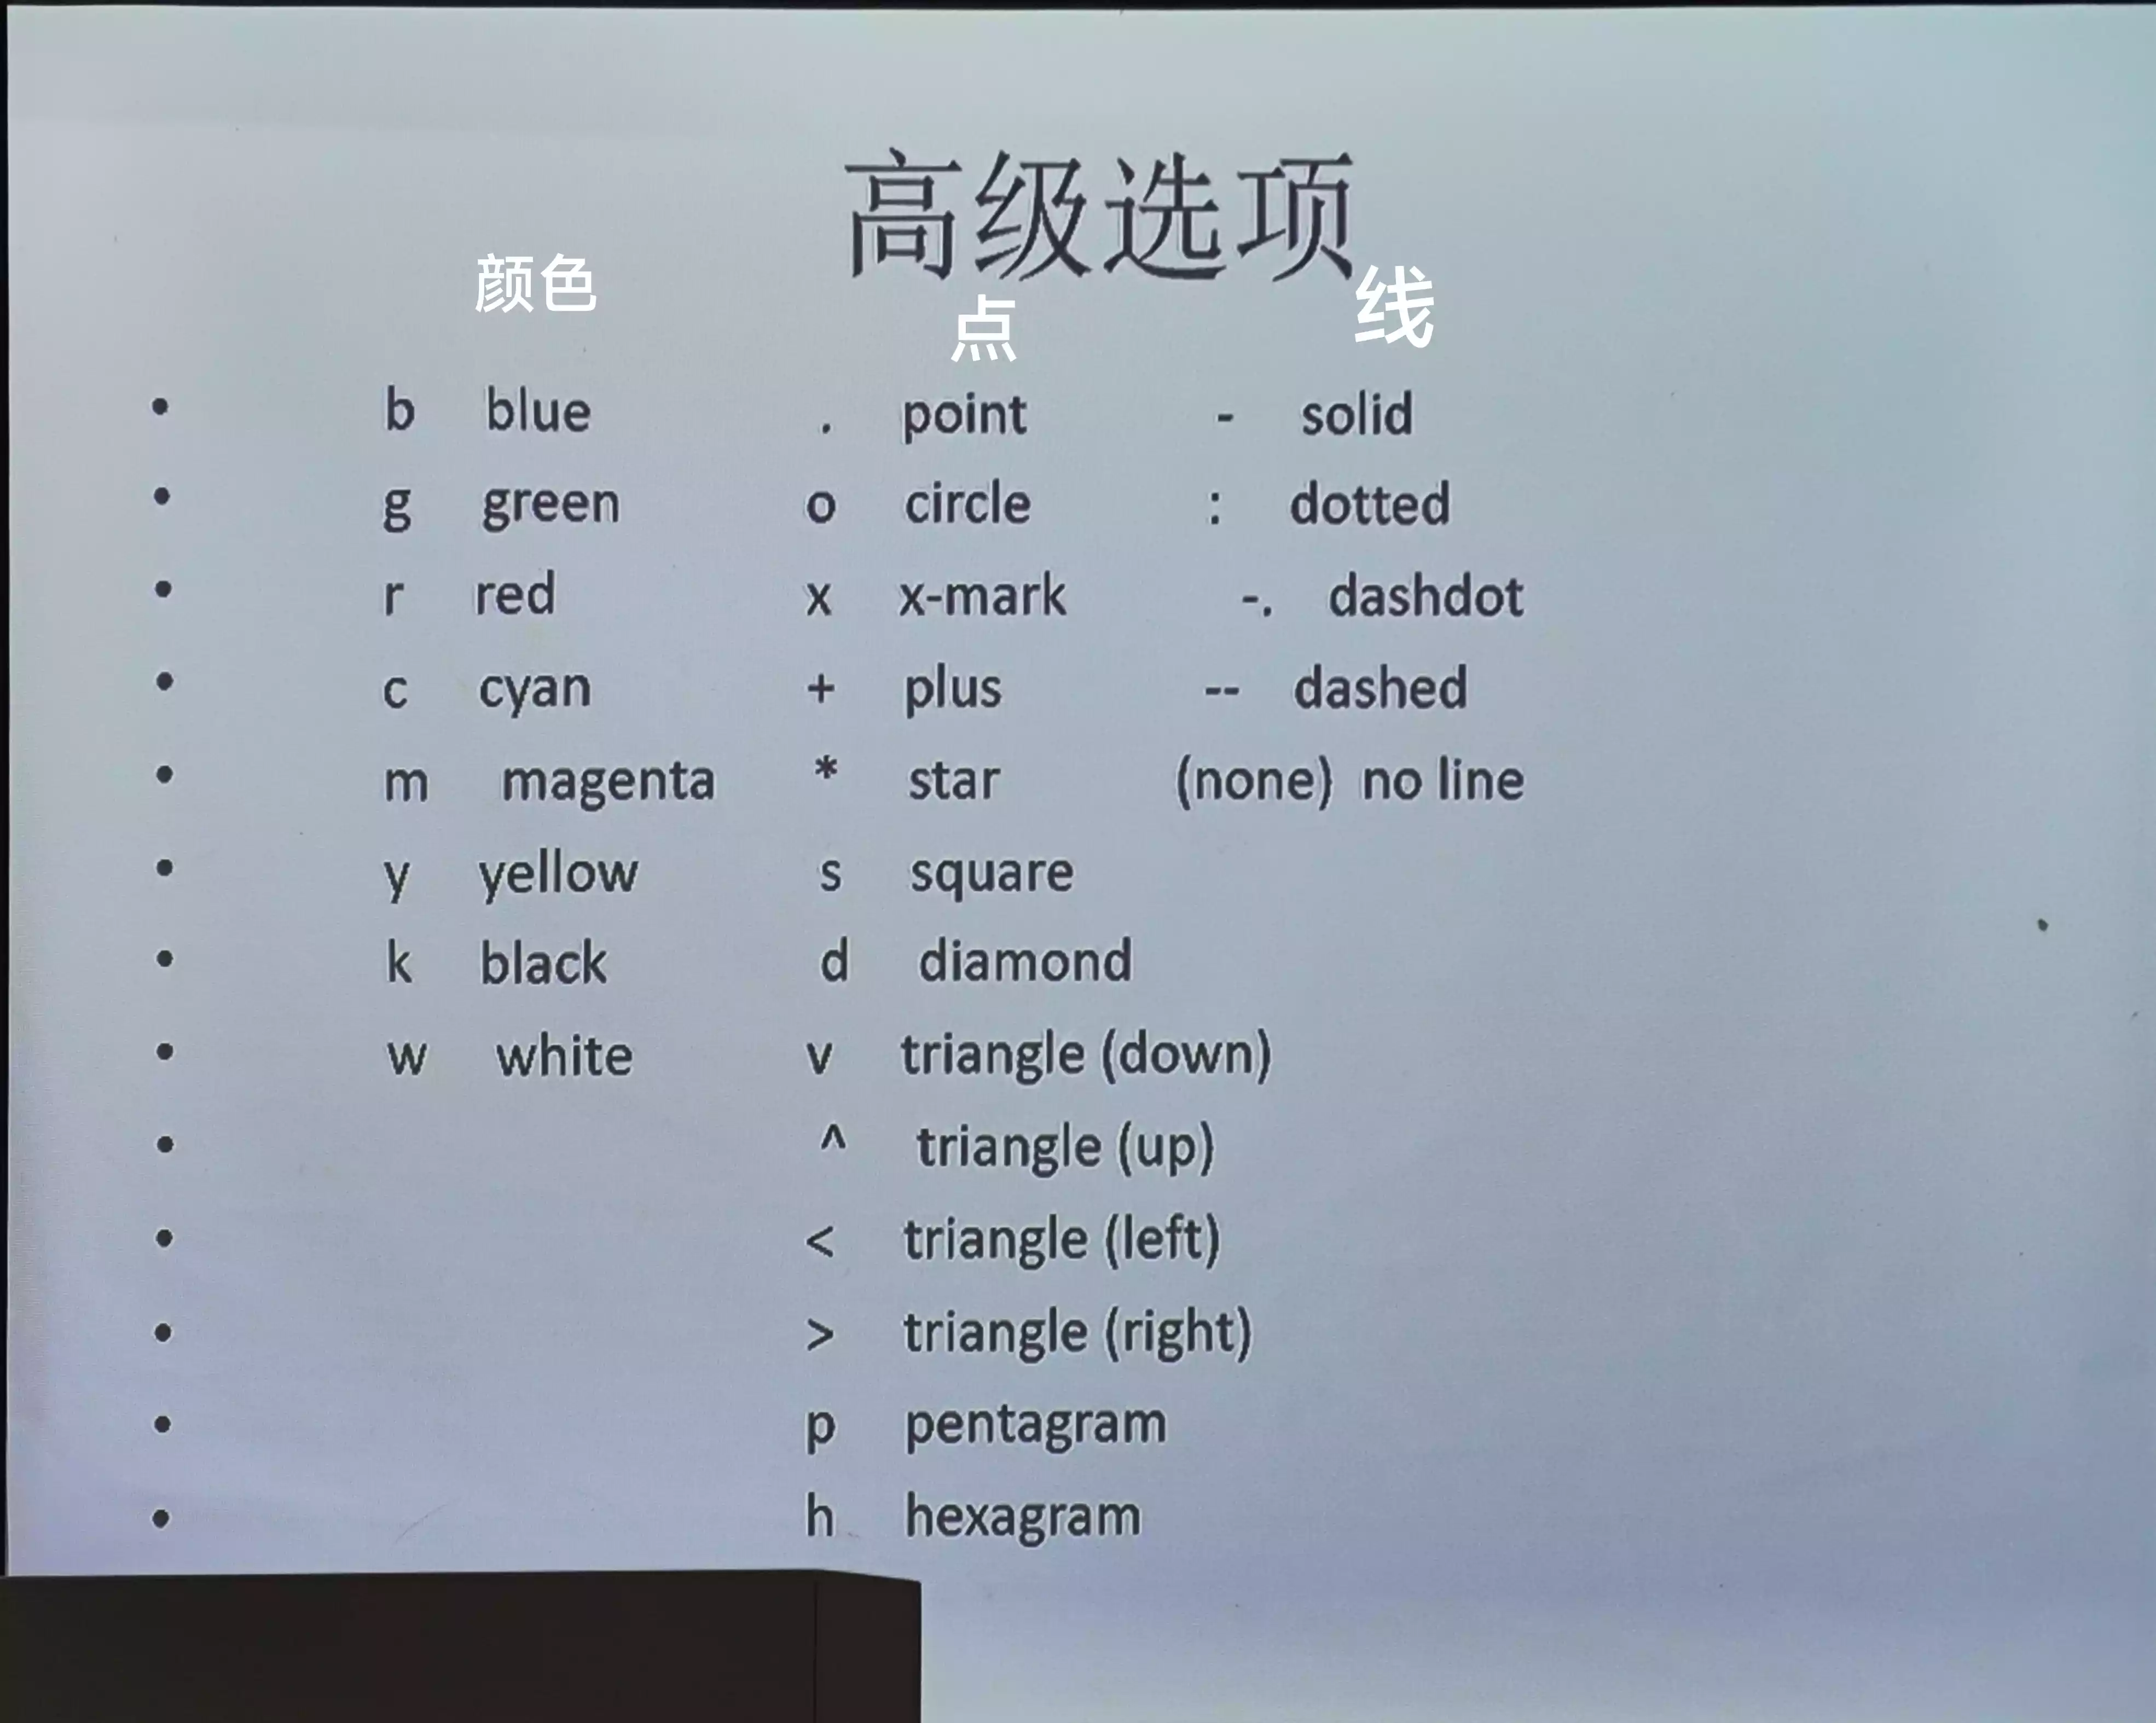 高级选项
颜色 点 线
• b blue . point - solid
• g green o circle : dotted
• r red x x-mark -. dashdot
• c cyan + plus -- dashed
• m magenta * star (none) no line
• y yellow s square
• k black d diamond
• w white v triangle (down)
• ^ triangle (up)
• < triangle (left)
• > triangle (right)
• p pentagram
• h hexagram